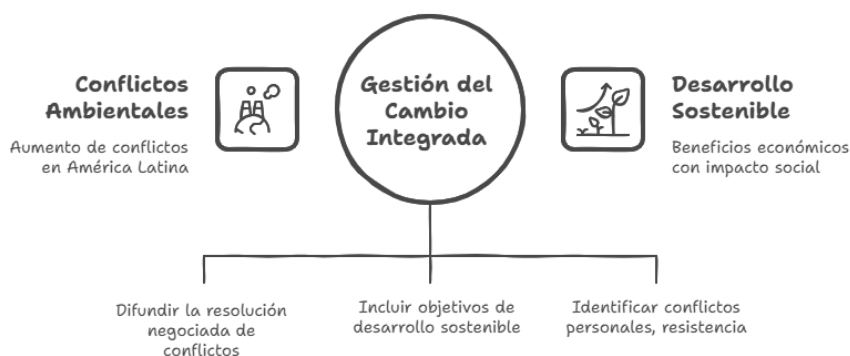 Conflictos
Ambientales
Aumento de conflictos
en América Latina
Gestión del
Cambio
Integrada
Desarrollo
Sostenible
Beneficios económicos
con impacto social
Difundir la resolución
negociada de
conflictos
Incluir objetivos de
desarrollo sostenible
Identificar conflictos
personales, resistencia